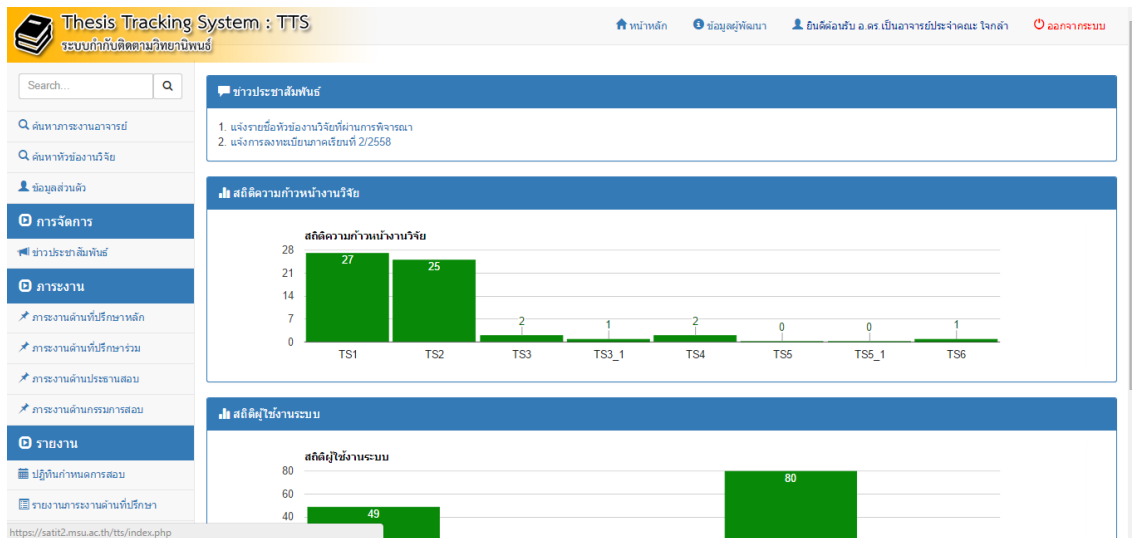 Thesis Tracking System : TTS
ระบบกำกับติดตามวิทยานิพนธ์
หน้าหลัก
ข้อมูลผู้พัฒนา
ยินดีต้อนรับ อ.ดร.เป็นอาจารย์ประจำคณะ ใจกล้า
ออกจากระบบ
Search...
ค้นหาภาระงานอาจารย์
ค้นหาหัวข้องานวิจัย
ข้อมูลส่วนตัว
การจัดการ
ข่าวประชาสัมพันธ์
ภาระงาน
ภาระงานด้านที่ปรึกษาหลัก
ภาระงานด้านที่ปรึกษาร่วม
ภาระงานด้านประธานสอบ
ภาระงานด้านกรรมการสอบ
รายงาน
ปฏิทินกำหนดการสอบ
รายงานภาระงานด้านที่ปรึกษา
https://satit2.msu.ac.th/tts/index.php
ข่าวประชาสัมพันธ์
1. แจ้งรายชื่อหัวข้องานวิจัยที่ผ่านการพิจารณา
2. แจ้งการลงทะเบียนภาคเรียนที่ 2/2558
สถิติความก้าวหน้างานวิจัย
สถิติความก้าวหน้างานวิจัย
28
21
14
7
0
27
25
2
1
2
0
0
1
TS1
TS2
TS3
TS3_1
TS4
TS5
TS5_1
TS6
สถิติผู้ใช้งานระบบ
สถิติผู้ใช้งานระบบ
80
60
40
49
80